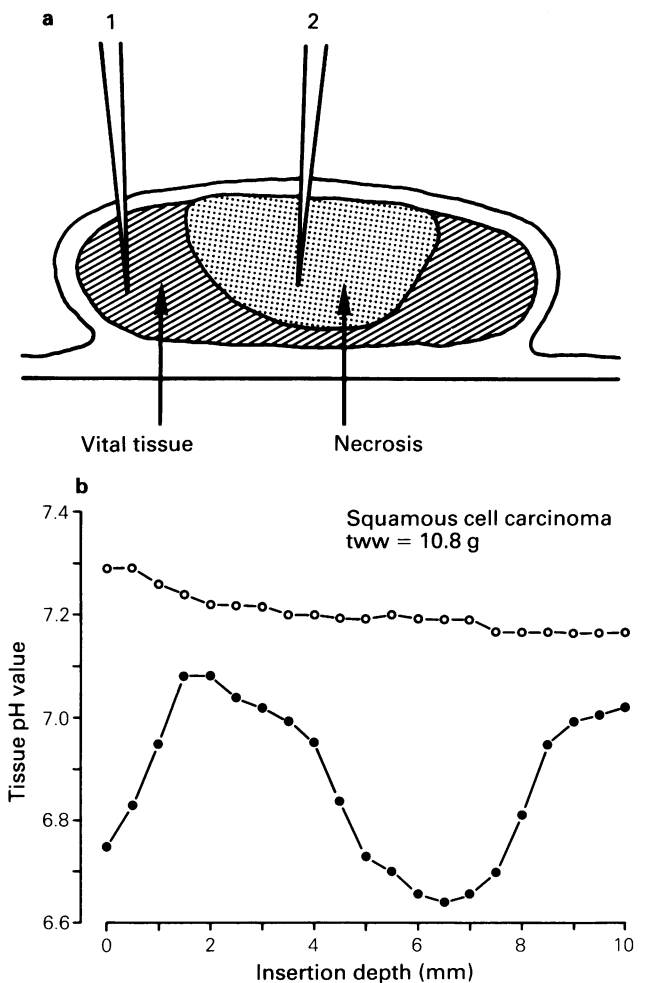 a
1
2
Vital tissue
Necrosis
b
Squamous cell carcinoma
tww = 10.8 g
7.4
7.2
7.0
6.8
6.6
Tissue pH value
0 2 4 6 8 10
Insertion depth (mm)